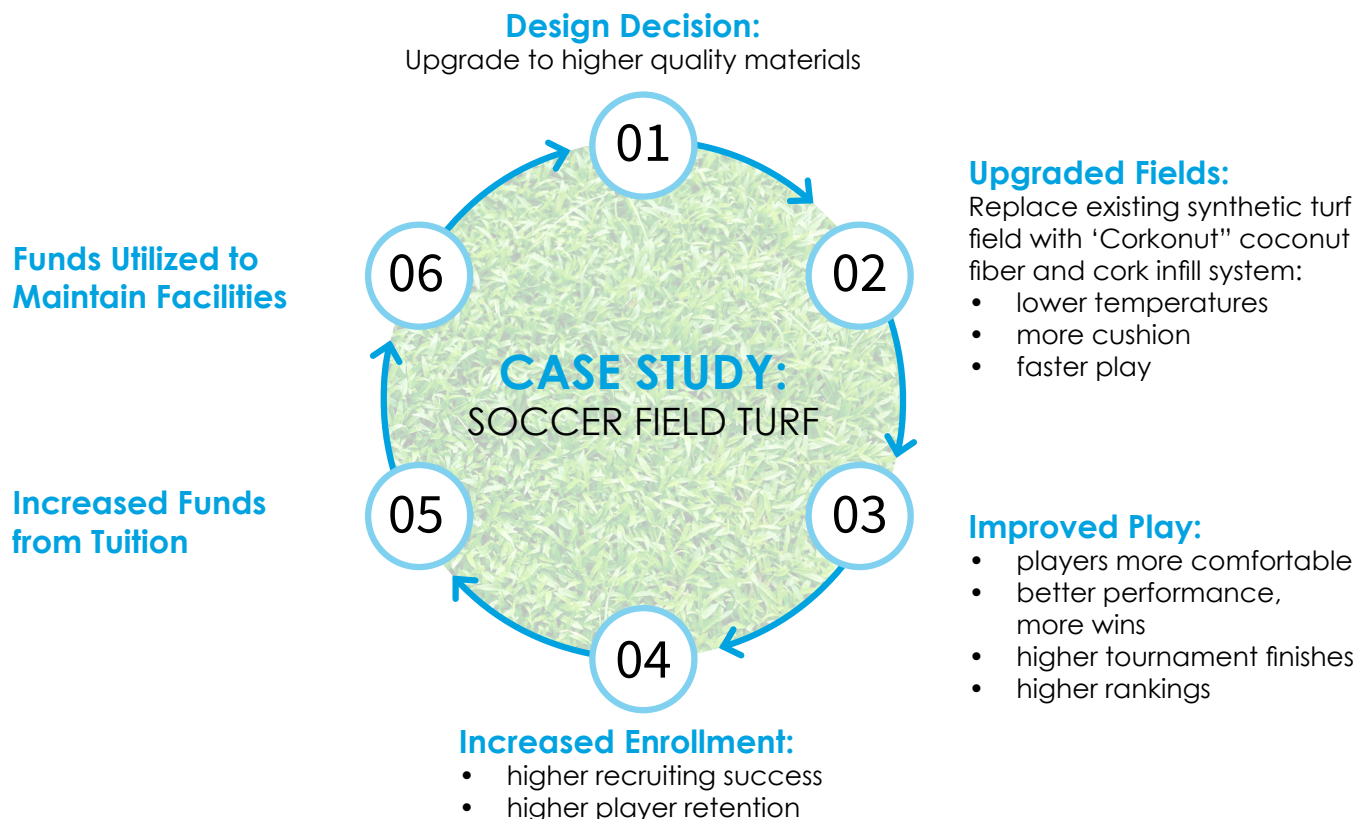 Design Decision:
Upgrade to higher quality materials
01
02
Upgraded Fields:
Replace existing synthetic turf
field with ‘Corkonut” coconut
fiber and cork infill system:
• lower temperatures
• more cushion
• faster play
CASE STUDY:
SOCCER FIELD TURF
03
Improved Play:
• players more comfortable
• better performance,
more wins
• higher tournament finishes
• higher rankings
04
Increased Enrollment:
• higher recruiting success
• higher player retention
05
Increased Funds
from Tuition
06
Funds Utilized to
Maintain Facilities